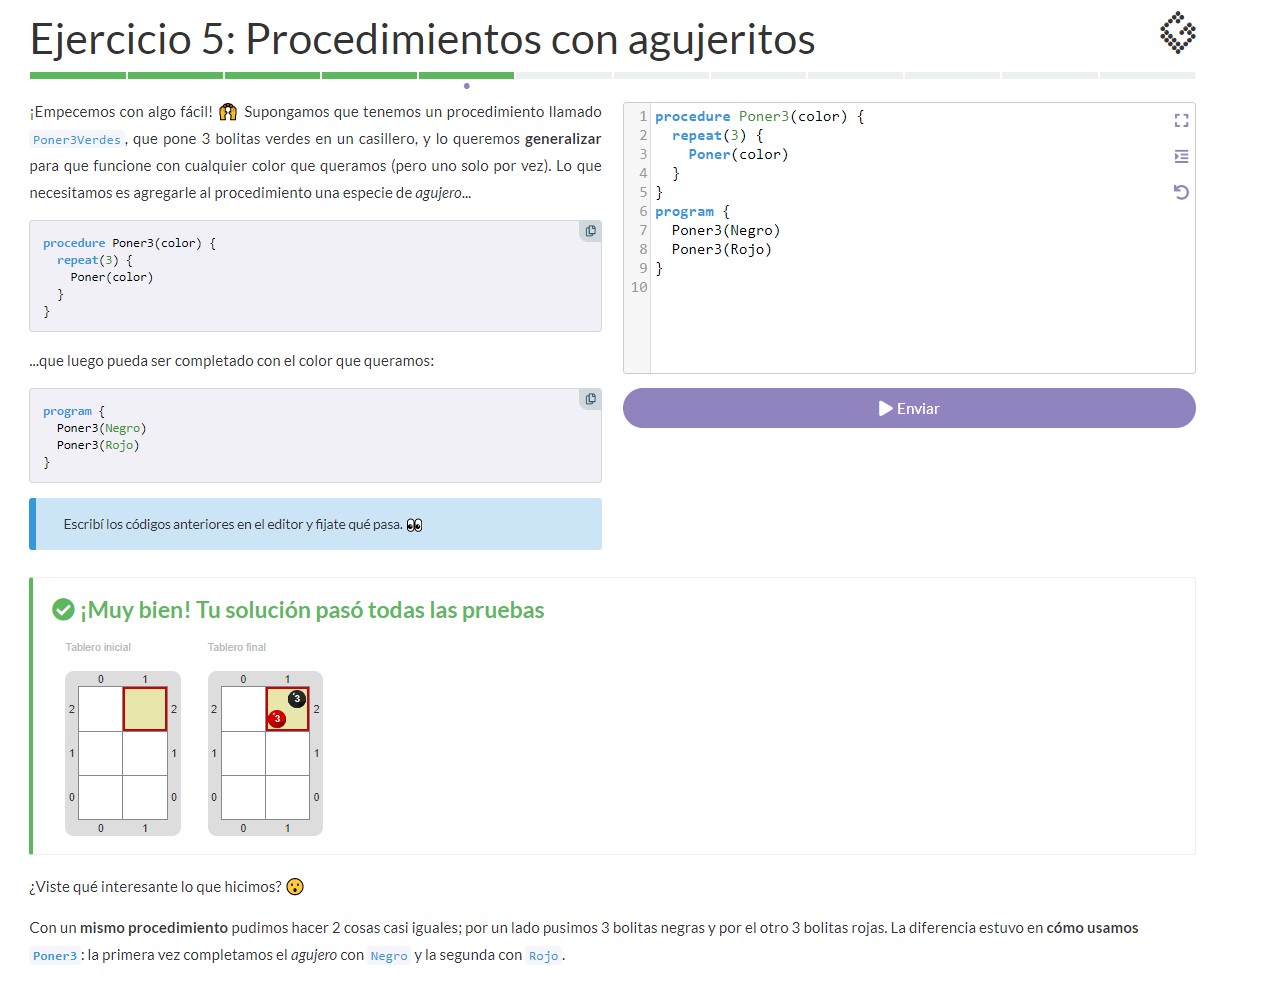 Ejercicio 5: Procedimientos con agujeritos
¡Empecemos con algo fácil! 🙌 Supongamos que tenemos un procedimiento llamado
Poner3Verdes, que pone 3 bolitas verdes en un casillero, y lo queremos generalizar
para que funcione con cualquier color que queramos (pero uno solo por vez). Lo que
necesitamos es agregarle al procedimiento una especie de agujero...
procedure Poner3(color) {
repeat(3) {
Poner(color)
}
}
...que luego pueda ser completado con el color que queramos:
program {
Poner3(Negro)
Poner3(Rojo)
}
Escribí los códigos anteriores en el editor y fijate qué pasa. 👀
1 procedure Poner3(color) {
2 repeat(3) {
3 Poner(color)
4 }
5 }
6 program {
7 Poner3(Negro)
8 Poner3(Rojo)
9 }
10
Enviar
¡Muy bien! Tu solución pasó todas las pruebas
Tablero inicial
0 1
2 2
1 1
0 0
0 1
Tablero final
0 1
2 3 2
3
1 1
0 0
0 1
¿Viste qué interesante lo que hicimos? 😯
Con un mismo procedimiento pudimos hacer 2 cosas casi iguales; por un lado pusimos 3 bolitas negras y por el otro 3 bolitas rojas. La diferencia estuvo en cómo usamos
Poner3: la primera vez completamos el agujero con Negro y la segunda con Rojo.